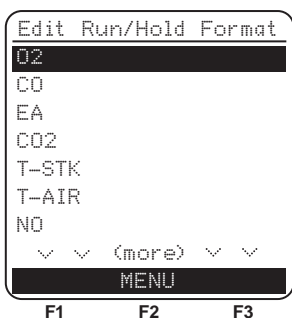 Edit Run/Hold Format
O2
CO
EA
CO2
T-STK
T-AIR
NO
(more)
MENU
F1 F2 F3